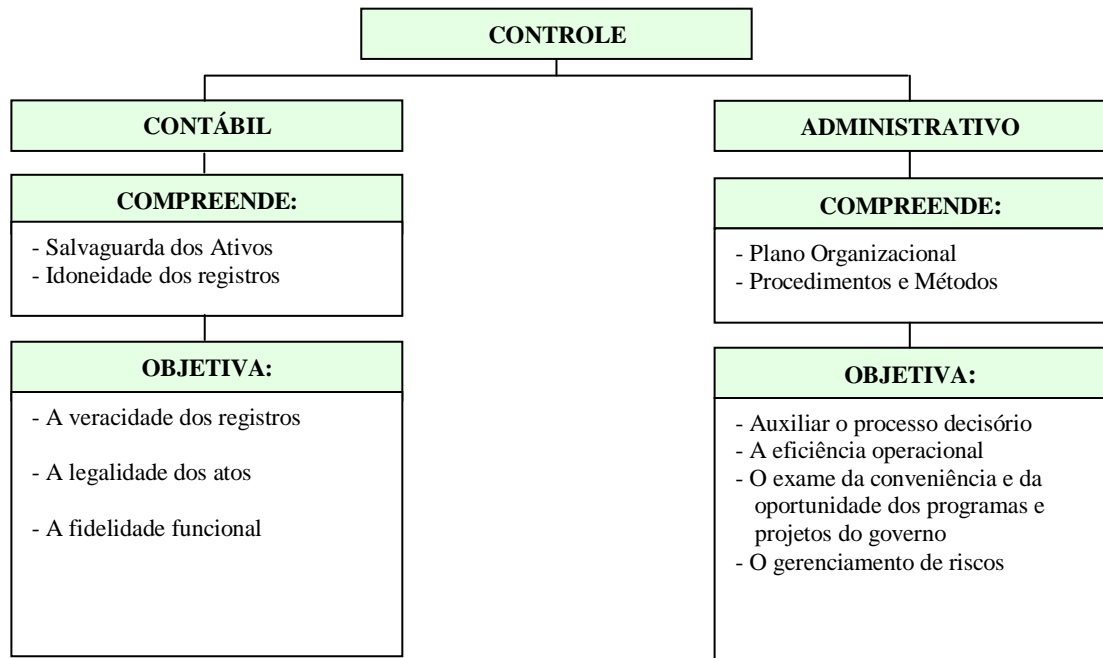 CONTROLE
CONTÁBIL
COMPREENDE:
- Salvaguarda dos Ativos
- Idoneidade dos registros
OBJETIVA:
- A veracidade dos registros
- A legalidade dos atos
- A fidelidade funcional
ADMINISTRATIVO
COMPREENDE:
- Plano Organizacional
- Procedimentos e Métodos
OBJETIVA:
- Auxiliar o processo decisório
- A eficiência operacional
- O exame da conveniência e da
oportunidade dos programas e
projetos do governo
- O gerenciamento de riscos